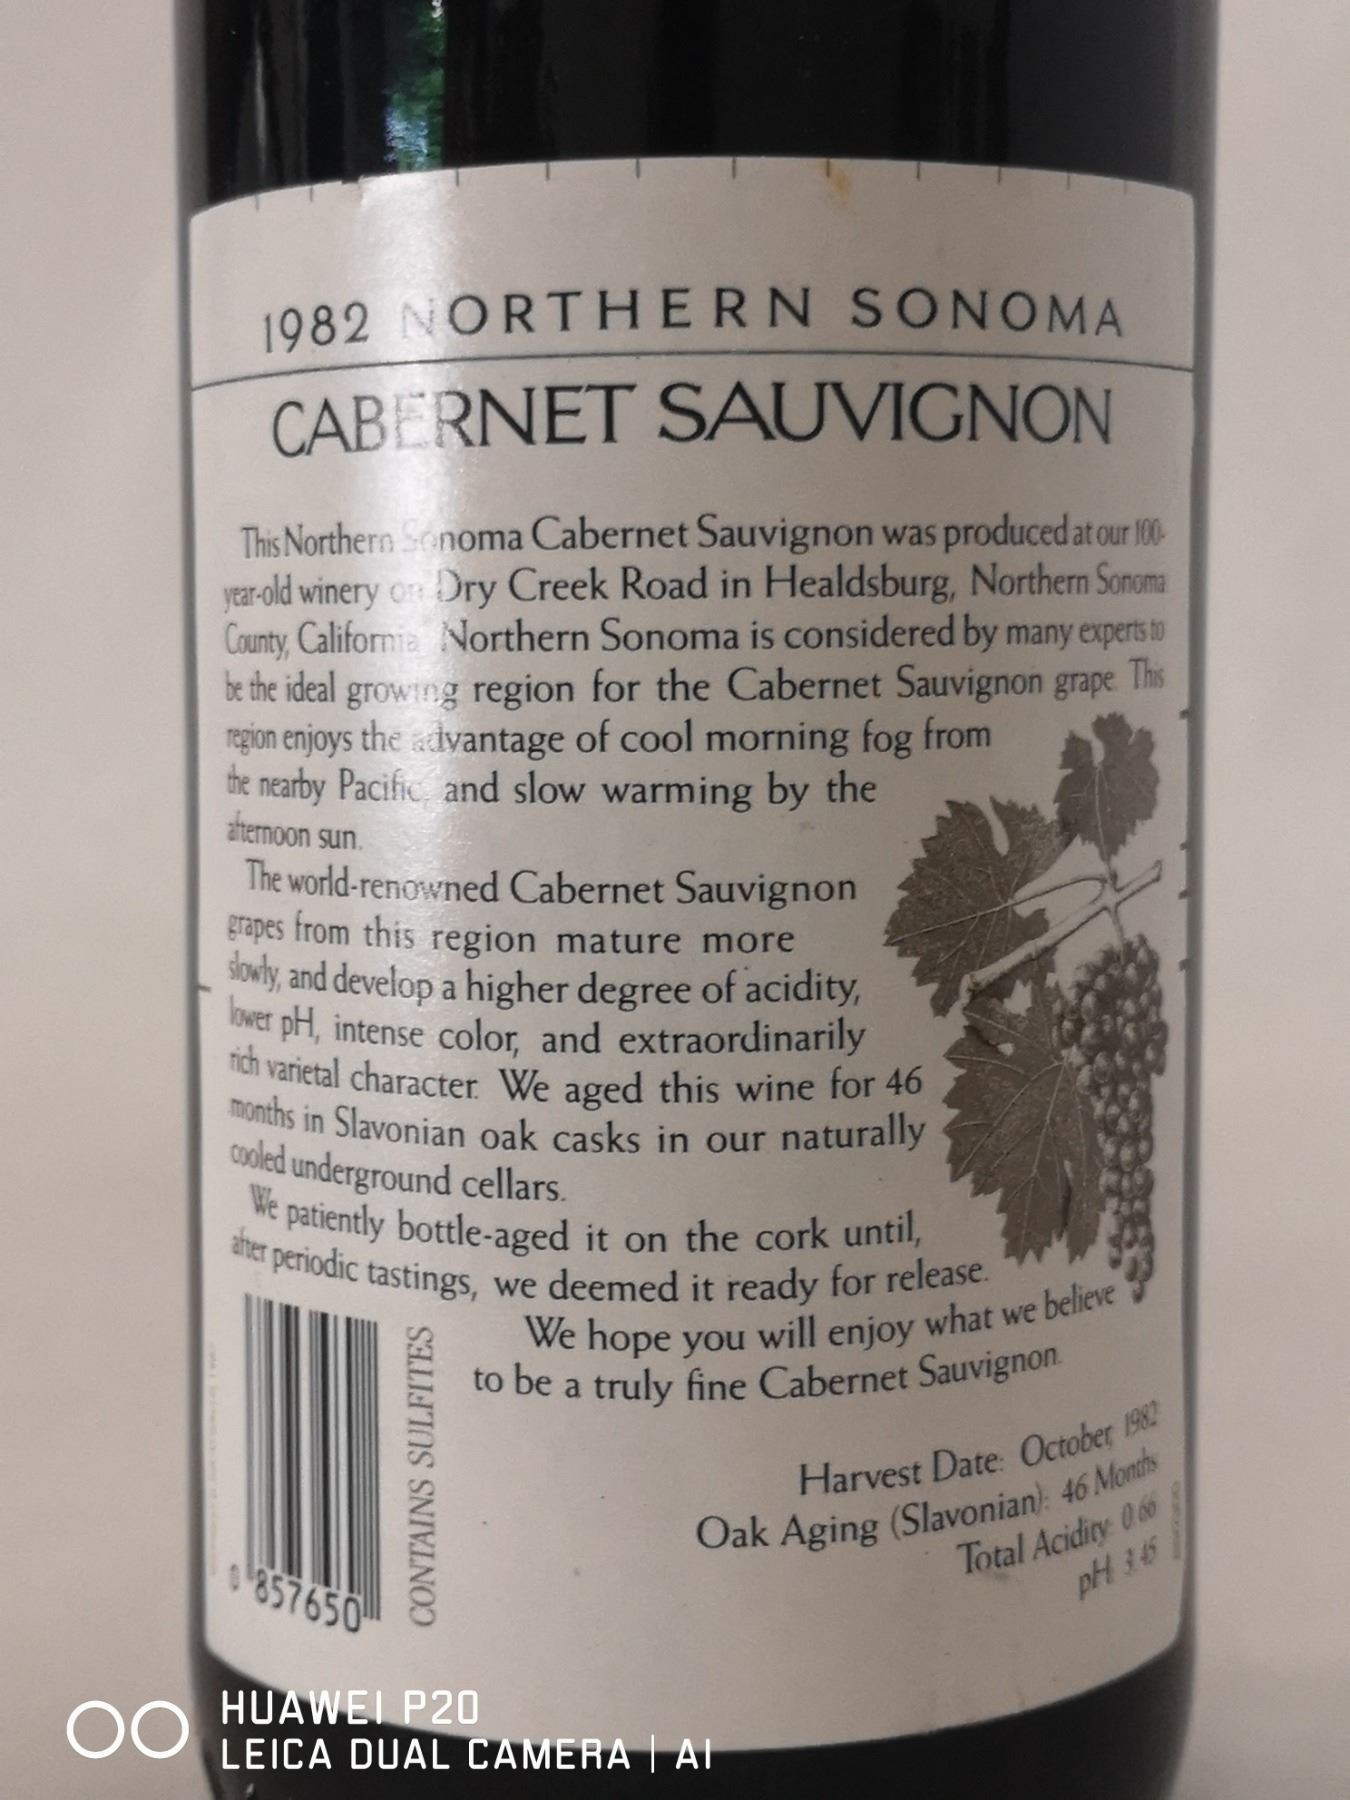 1982 NORTHERN SONOMA
CABERNET SAUVIGNON
This Northern Sonoma Cabernet Sauvignon was produced at our 100-
year-old winery on Dry Creek Road in Healdsburg, Northern Sonoma
County, California. Northern Sonoma is considered by many experts to
be the ideal growing region for the Cabernet Sauvignon grape. This
region enjoys the advantage of cool morning fog from
the nearby Pacific, and slow warming by the
afternoon sun.
The world-renowned Cabernet Sauvignon
grapes from this region mature more
slowly, and develop a higher degree of acidity,
lower pH, intense color, and extraordinarily
rich varietal character. We aged this wine for 46
months in Slavonian oak casks in our naturally
cooled underground cellars.
We patiently bottle-aged it on the cork until,
after periodic tastings, we deemed it ready for release.
We hope you will enjoy what we believe
to be a truly fine Cabernet Sauvignon.
Harvest Date: October, 1982
Oak Aging (Slavonian): 46 Months
Total Acidity: 0.66
pH: 3.45
CONTAINS SULFITES
0 857650
HUAWEI P20
LEICA DUAL CAMERA | AI